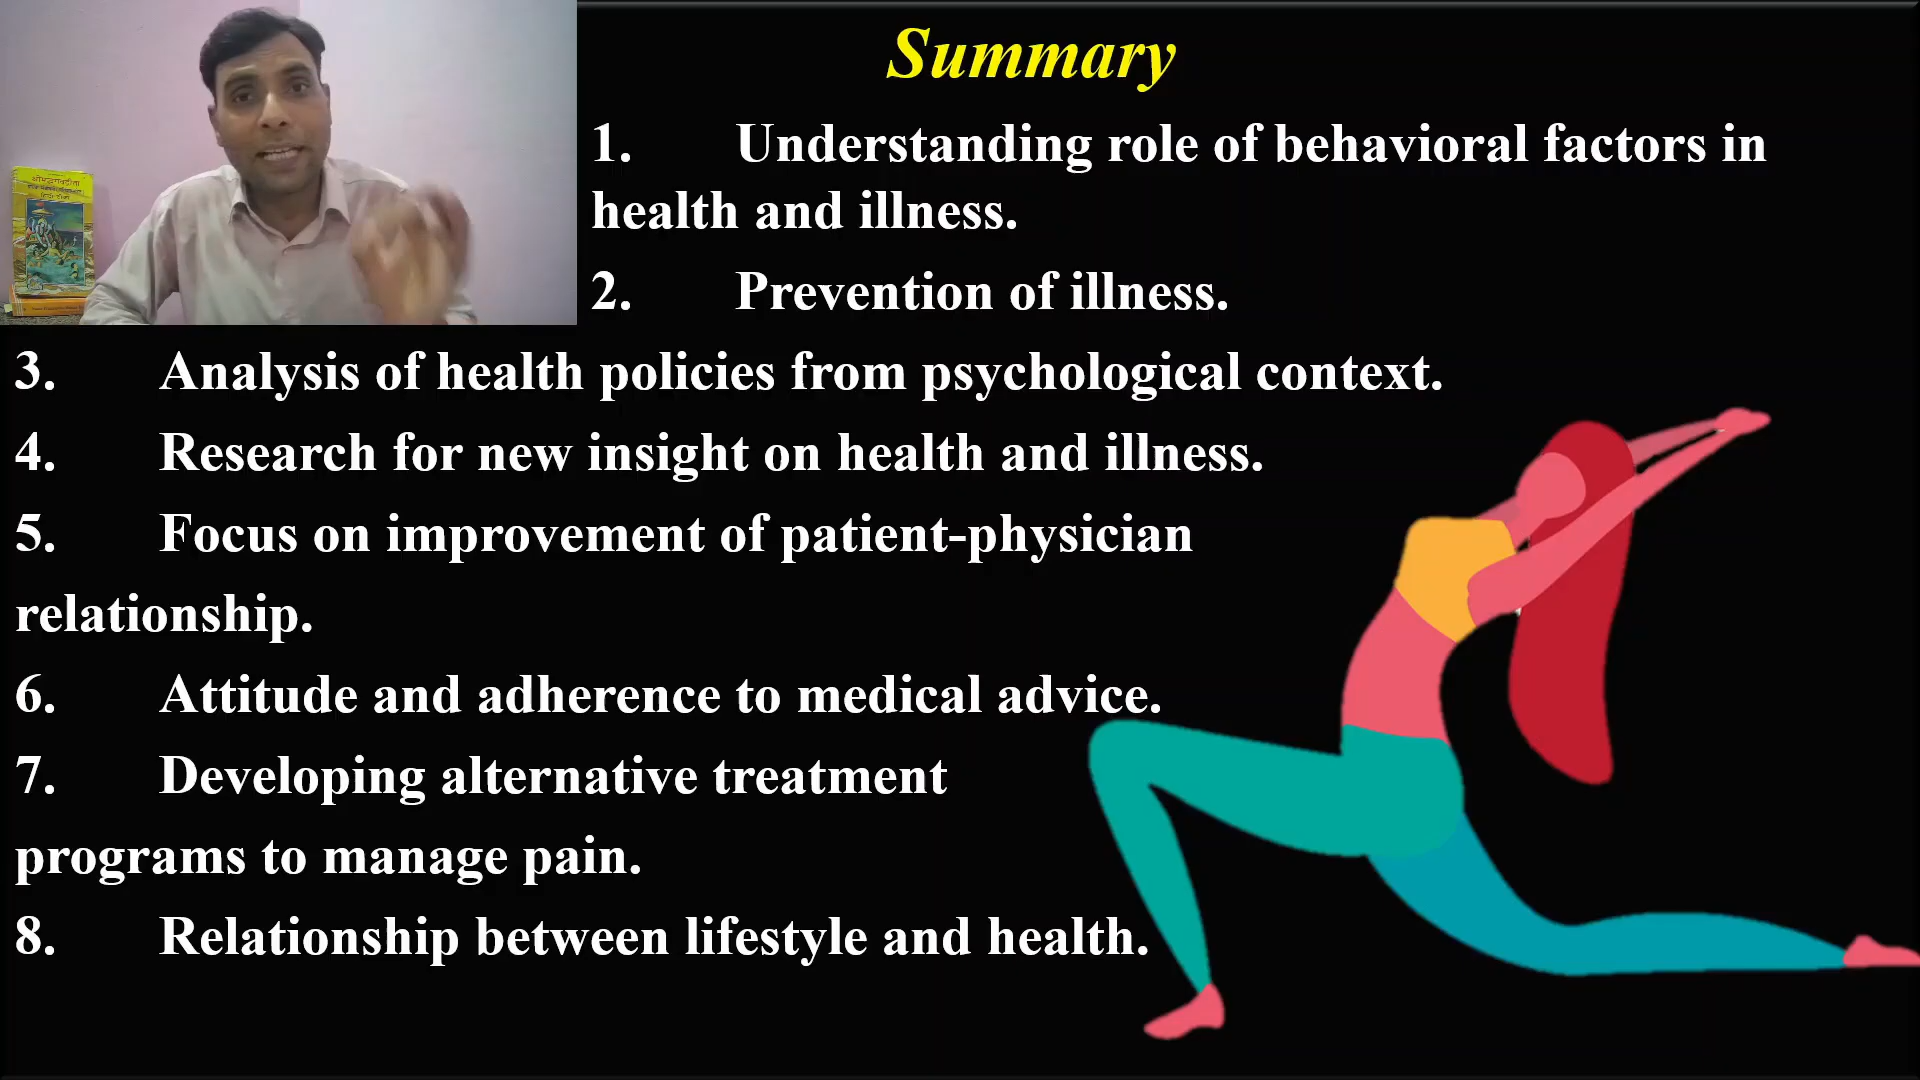 Summary
1. Understanding role of behavioral factors in
health and illness.
2. Prevention of illness.
3. Analysis of health policies from psychological context.
4. Research for new insight on health and illness.
5. Focus on improvement of patient-physician
relationship.
6. Attitude and adherence to medical advice.
7. Developing alternative treatment
programs to manage pain.
8. Relationship between lifestyle and health.
श्रीमद्भगवद्गीता